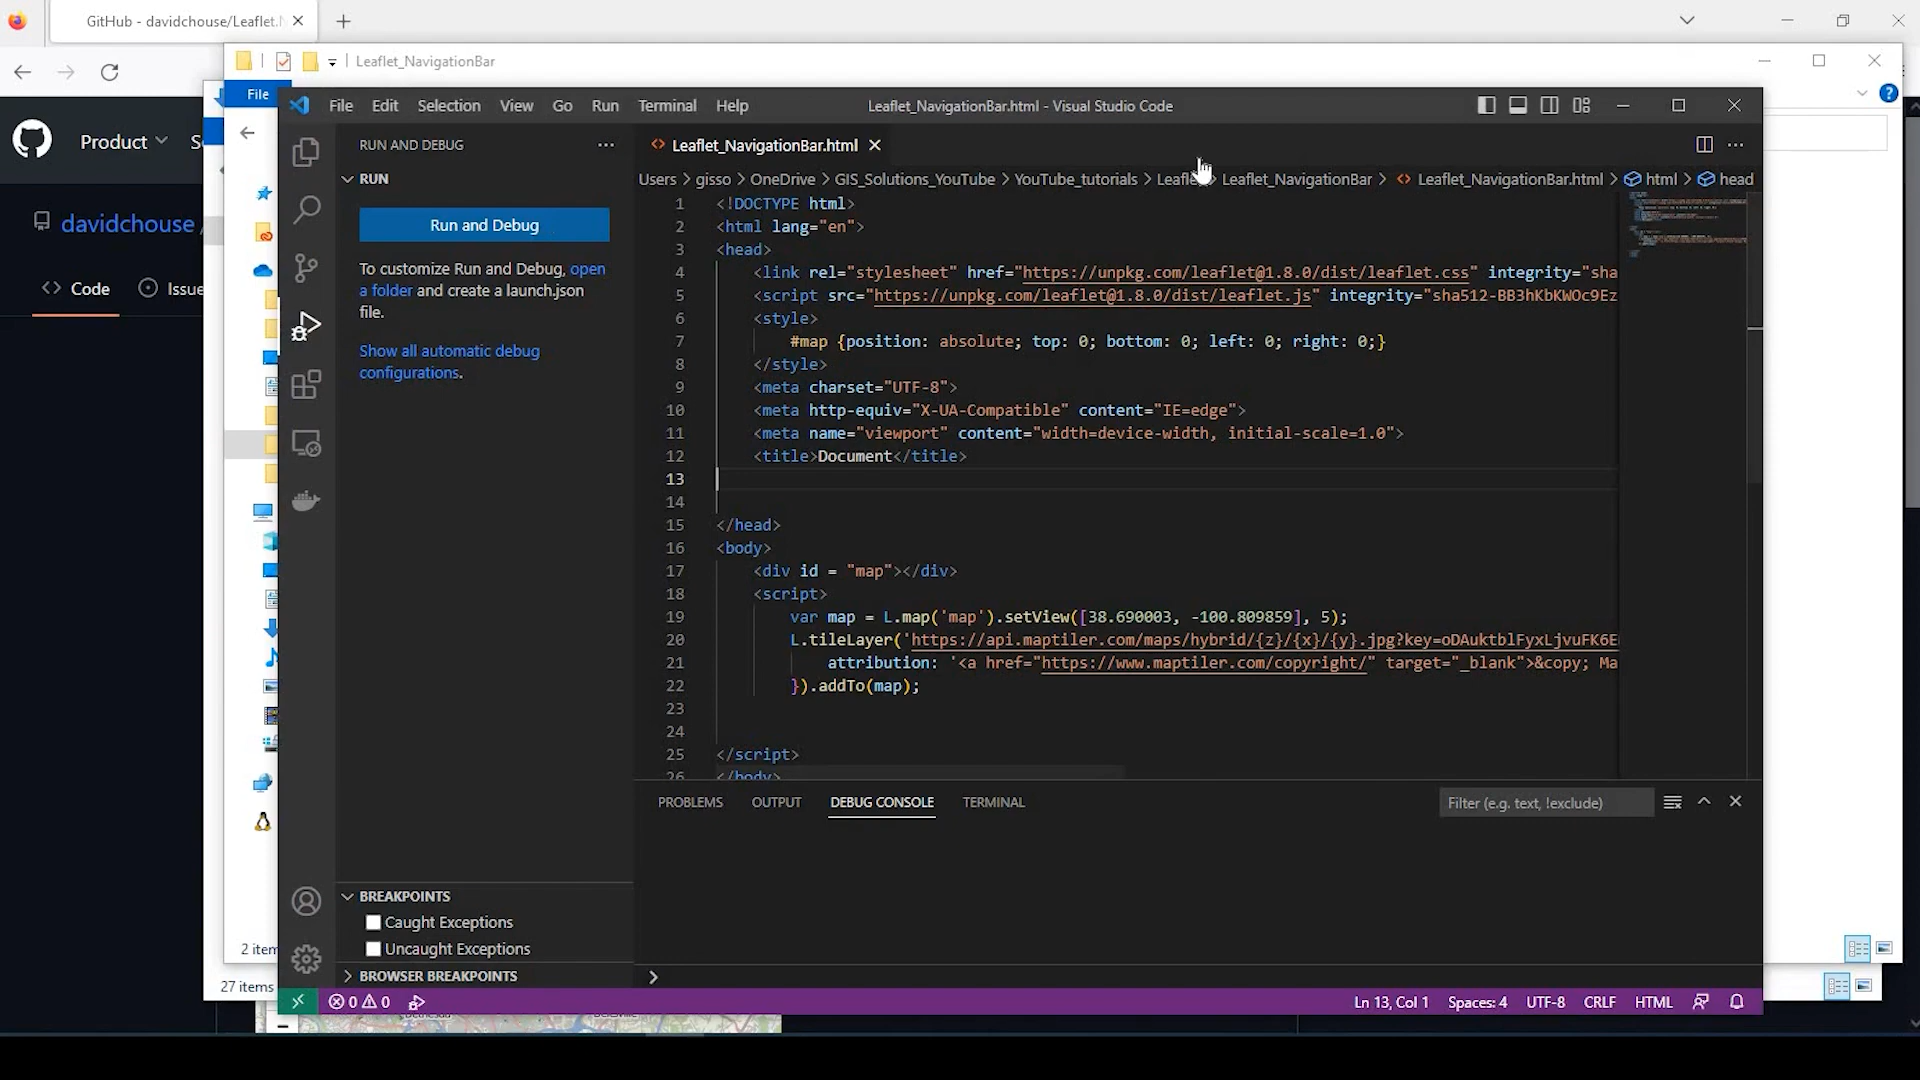 GitHub - davidchouse/Leaflet.N
Leaflet_NavigationBar
File
Product
S
davidchouse /
Code
Issue
2 item
27 items
File Edit Selection View Go Run Terminal Help
Leaflet_NavigationBar.html - Visual Studio Code
RUN AND DEBUG
RUN
Run and Debug
To customize Run and Debug, open
a folder and create a launch.json
file.
Show all automatic debug
configurations.
BREAKPOINTS
Caught Exceptions
Uncaught Exceptions
BROWSER BREAKPOINTS
Leaflet_NavigationBar.html
Users > gisso > OneDrive > GIS_Solutions_YouTube > YouTube_tutorials > Leafle > Leaflet_NavigationBar > Leaflet_NavigationBar.html > html > head
1 <!DOCTYPE html>
2 <html lang="en">
3 <head>
4 <link rel="stylesheet" href="https://unpkg.com/leaflet@1.8.0/dist/leaflet.css" integrity="sha
5 <script src="https://unpkg.com/leaflet@1.8.0/dist/leaflet.js" integrity="sha512-BB3hKbKWOc9Ez
6 <style>
7 #map {position: absolute; top: 0; bottom: 0; left: 0; right: 0;}
8 </style>
9 <meta charset="UTF-8">
10 <meta http-equiv="X-UA-Compatible" content="IE=edge">
11 <meta name="viewport" content="width=device-width, initial-scale=1.0">
12 <title>Document</title>
13
14
15 </head>
16 <body>
17 <div id = "map"></div>
18 <script>
19 var map = L.map('map').setView([38.690003, -100.809859], 5);
20 L.tileLayer('https://api.maptiler.com/maps/hybrid/{z}/{x}/{y}.jpg?key=oDAuktblFyxLjvuFK6E
21 attribution: '<a href="https://www.maptiler.com/copyright/" target="_blank">&copy; Ma
22 }).addTo(map);
23
24
25 </script>
26 </body>
PROBLEMS OUTPUT DEBUG CONSOLE TERMINAL
Filter (e.g. text, !exclude)
0 0
Ln 13, Col 1 Spaces: 4 UTF-8 CRLF HTML